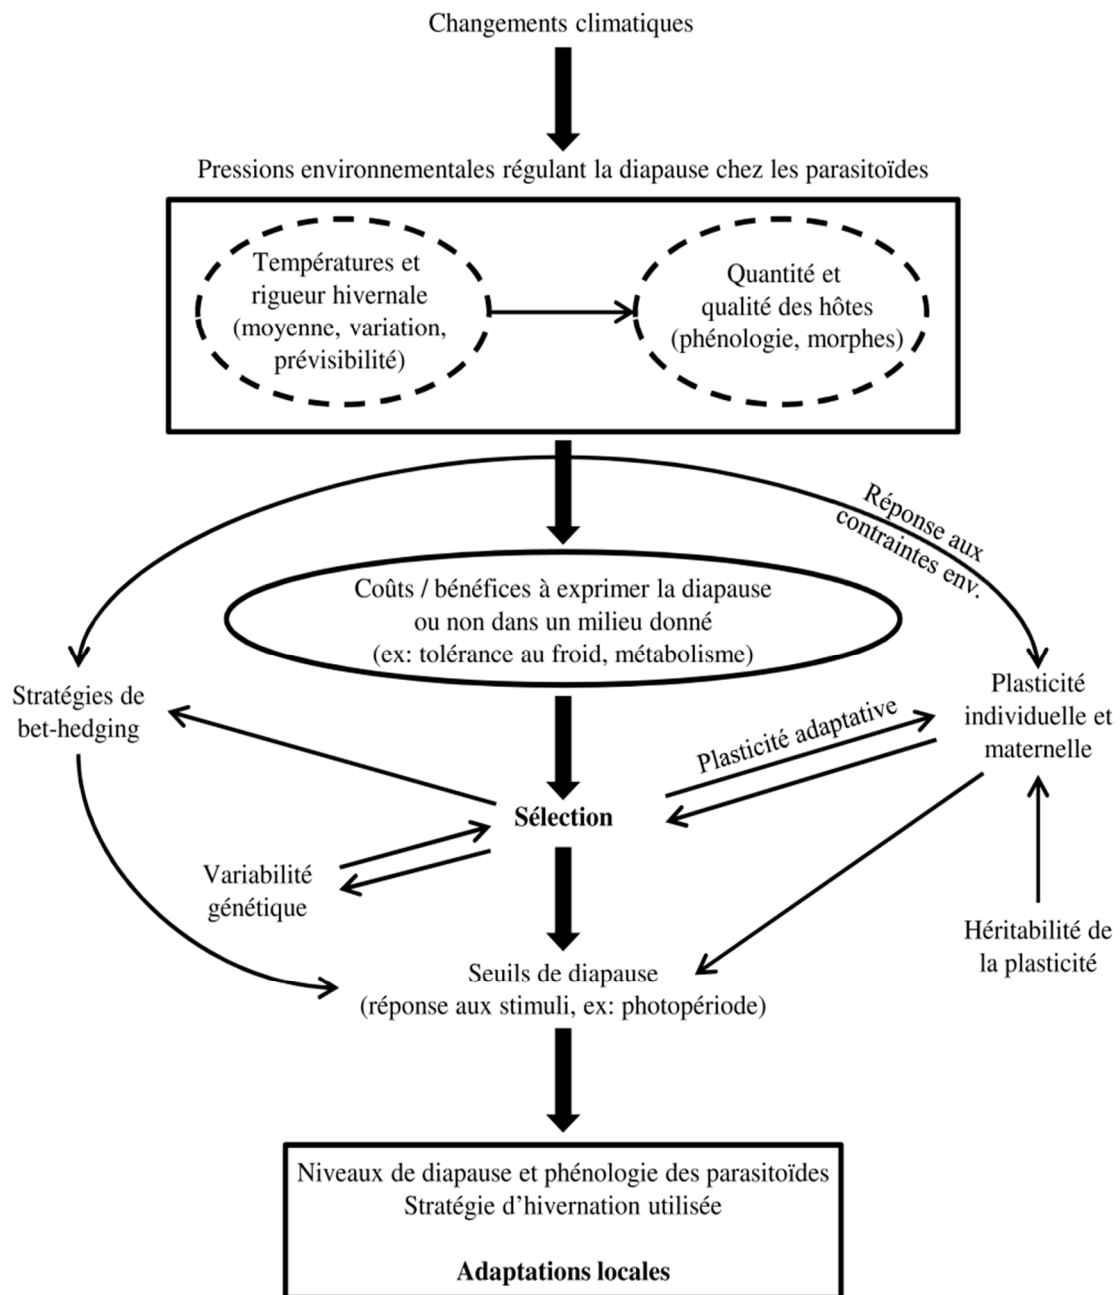 Changements climatiques
Pressions environnementales régulant la diapause chez les parasitoïdes
Températures et
rigueur hivernale
(moyenne, variation,
prévisibilité)
Quantité et
qualité des hôtes
(phénologie, morphes)
Réponse aux
contraintes env.
Coûts / bénéfices à exprimer la diapause
ou non dans un milieu donné
(ex: tolérance au froid, métabolisme)
Stratégies de
bet-hedging
Plasticité
individuelle et
maternelle
Plasticité adaptative
Sélection
Variabilité
génétique
Héritabilité de
la plasticité
Seuils de diapause
(réponse aux stimuli, ex: photopériode)
Niveaux de diapause et phénologie des parasitoïdes
Stratégie d’hivernation utilisée
Adaptations locales